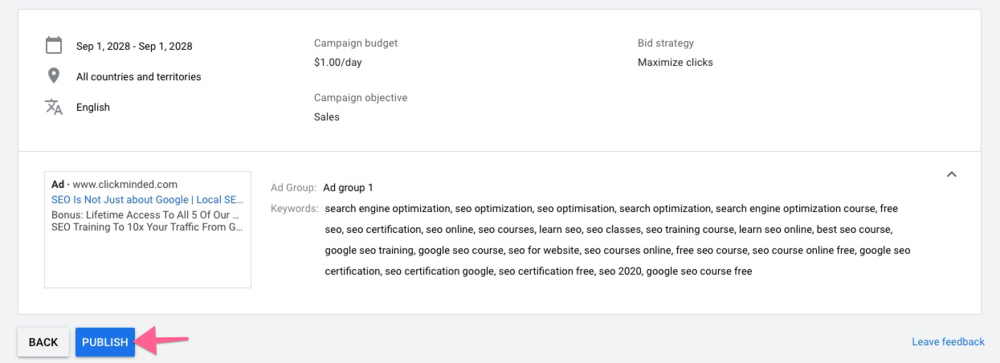 Sep 1, 2028 - Sep 1, 2028
All countries and territories
English
Campaign budget
$1.00/day
Campaign objective
Sales
Bid strategy
Maximize clicks
Ad · www.clickminded.com
SEO Is Not Just about Google | Local SE...
Bonus: Lifetime Access To All 5 Of Our ...
SEO Training To 10x Your Traffic From G...
Ad Group: Ad group 1
Keywords: search engine optimization, seo optimization, seo optimisation, search optimization, search engine optimization course, free
seo, seo certification, seo online, seo courses, learn seo, seo classes, seo training course, learn seo online, best seo course,
google seo training, google seo course, seo for website, seo courses online, free seo course, seo course online free, google seo
certification, seo certification google, seo certification free, seo 2020, google seo course free
BACK
PUBLISH
Leave feedback